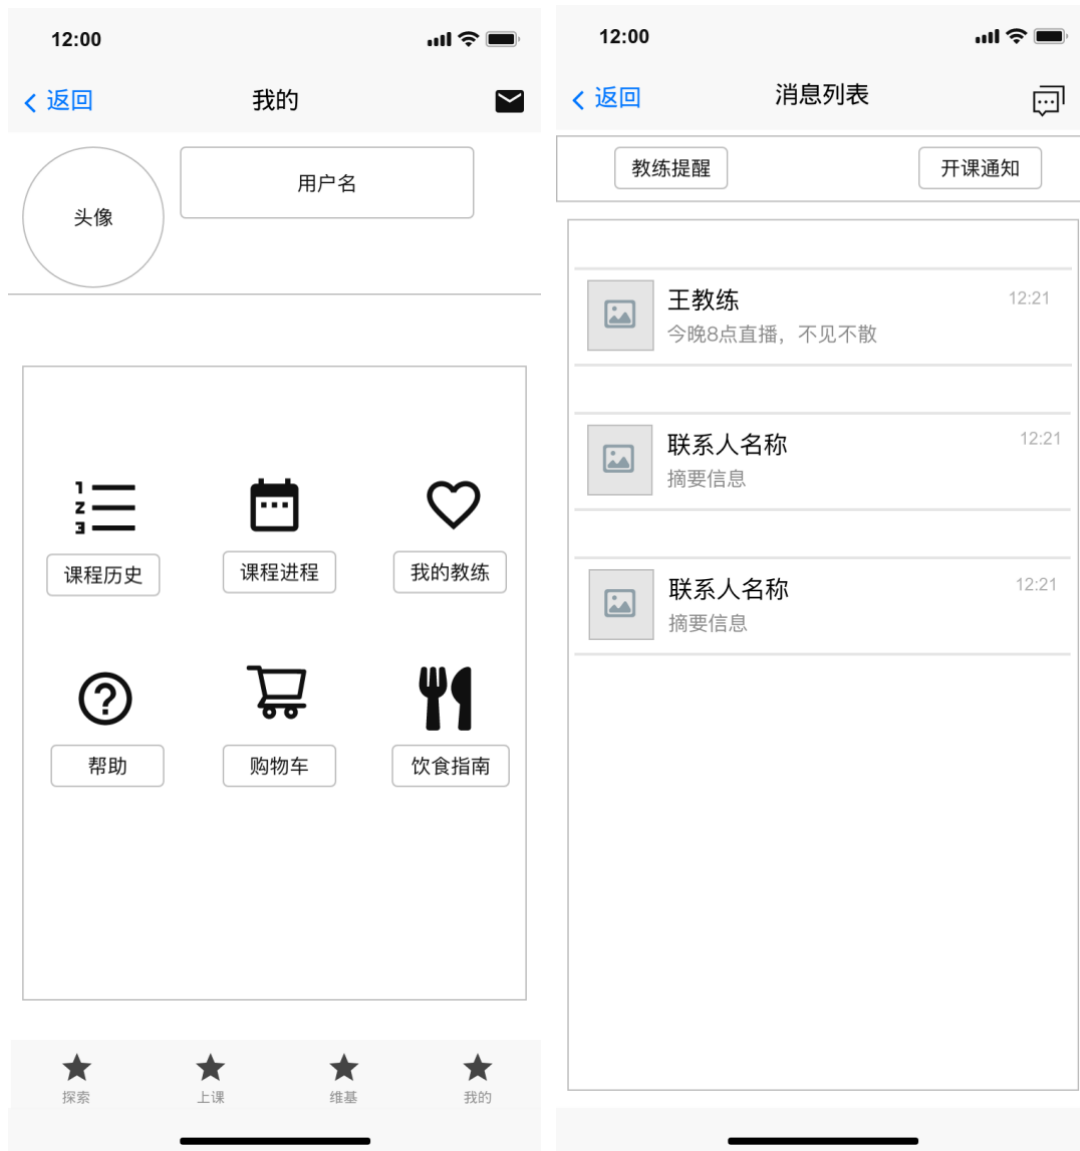 12:00
返回
我的
头像
用户名
1
2
3
课程历史
课程进程
我的教练
?
帮助
购物车
饮食指南
探索
上课
维基
我的
12:00
返回
消息列表
教练提醒
开课通知
王教练
12:21
今晚8点直播，不见不散
联系人名称
12:21
摘要信息
联系人名称
12:21
摘要信息